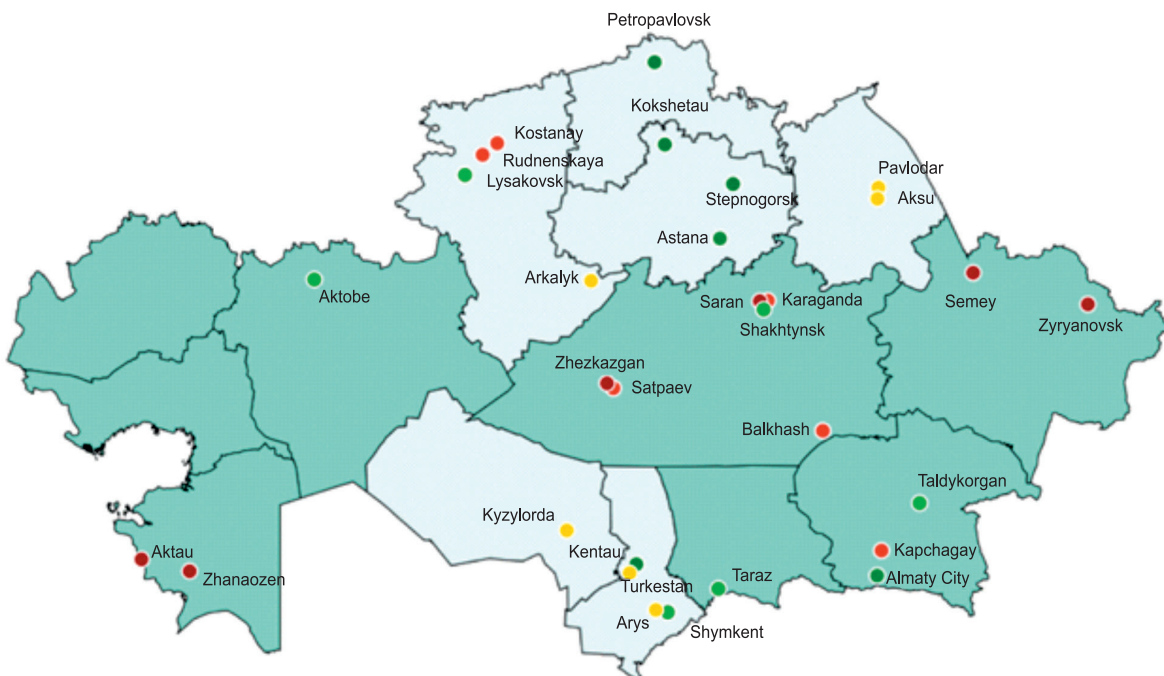 Petropavlovsk
Kokshetau
Kostanay
Rudnenskaya
Lysakovsk
Pavlodar
Aksu
Stepnogorsk
Astana
Arkalyk
Aktobe
Saran
Karaganda
Shakhtynsk
Semey
Zyryanovsk
Zhezkazgan
Satpaev
Balkhash
Taldykorgan
Kyzylorda
Kentau
Kapchagay
Aktau
Zhanaozen
Turkestan
Taraz
Almaty City
Arys
Shymkent